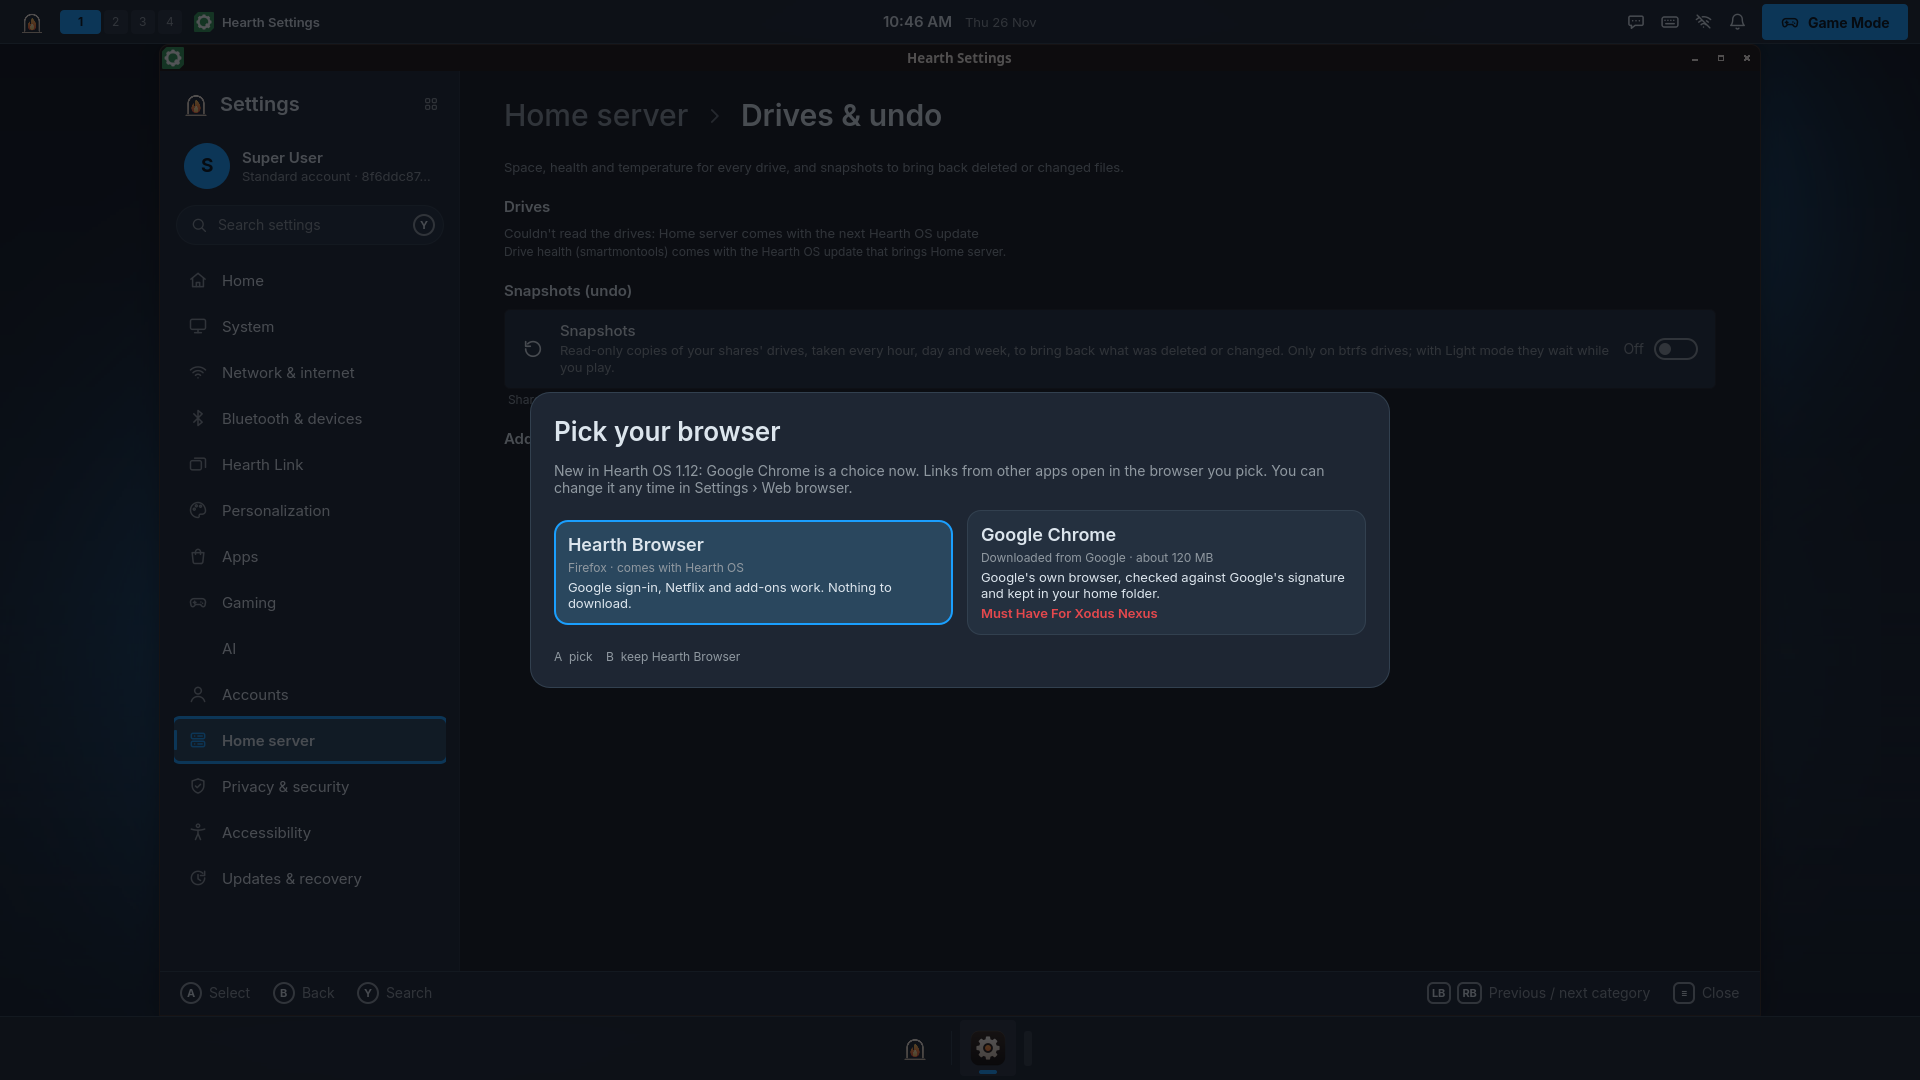 1 2 3 4 Hearth Settings
10:46 AM Thu 26 Nov
Game Mode
Hearth Settings
Settings
S
Super User
Standard account · 8f6ddc87...
Search settings Y
Home
System
Network & internet
Bluetooth & devices
Hearth Link
Personalization
Apps
Gaming
AI
Accounts
Home server
Privacy & security
Accessibility
Updates & recovery
Home server › Drives & undo
Space, health and temperature for every drive, and snapshots to bring back deleted or changed files.
Drives
Couldn't read the drives: Home server comes with the next Hearth OS update
Drive health (smartmontools) comes with the Hearth OS update that brings Home server.
Snapshots (undo)
Snapshots
Read-only copies of your shares' drives, taken every hour, day and week, to bring back what was deleted or changed. Only on btrfs drives; with Light mode they wait while
you play.
Off
Pick your browser
New in Hearth OS 1.12: Google Chrome is a choice now. Links from other apps open in the browser you pick. You can
change it any time in Settings › Web browser.
Hearth Browser
Firefox · comes with Hearth OS
Google sign-in, Netflix and add-ons work. Nothing to
download.
Google Chrome
Downloaded from Google · about 120 MB
Google's own browser, checked against Google's signature
and kept in your home folder.
Must Have For Xodus Nexus
A pick B keep Hearth Browser
A Select B Back Y Search
LB RB Previous / next category Close